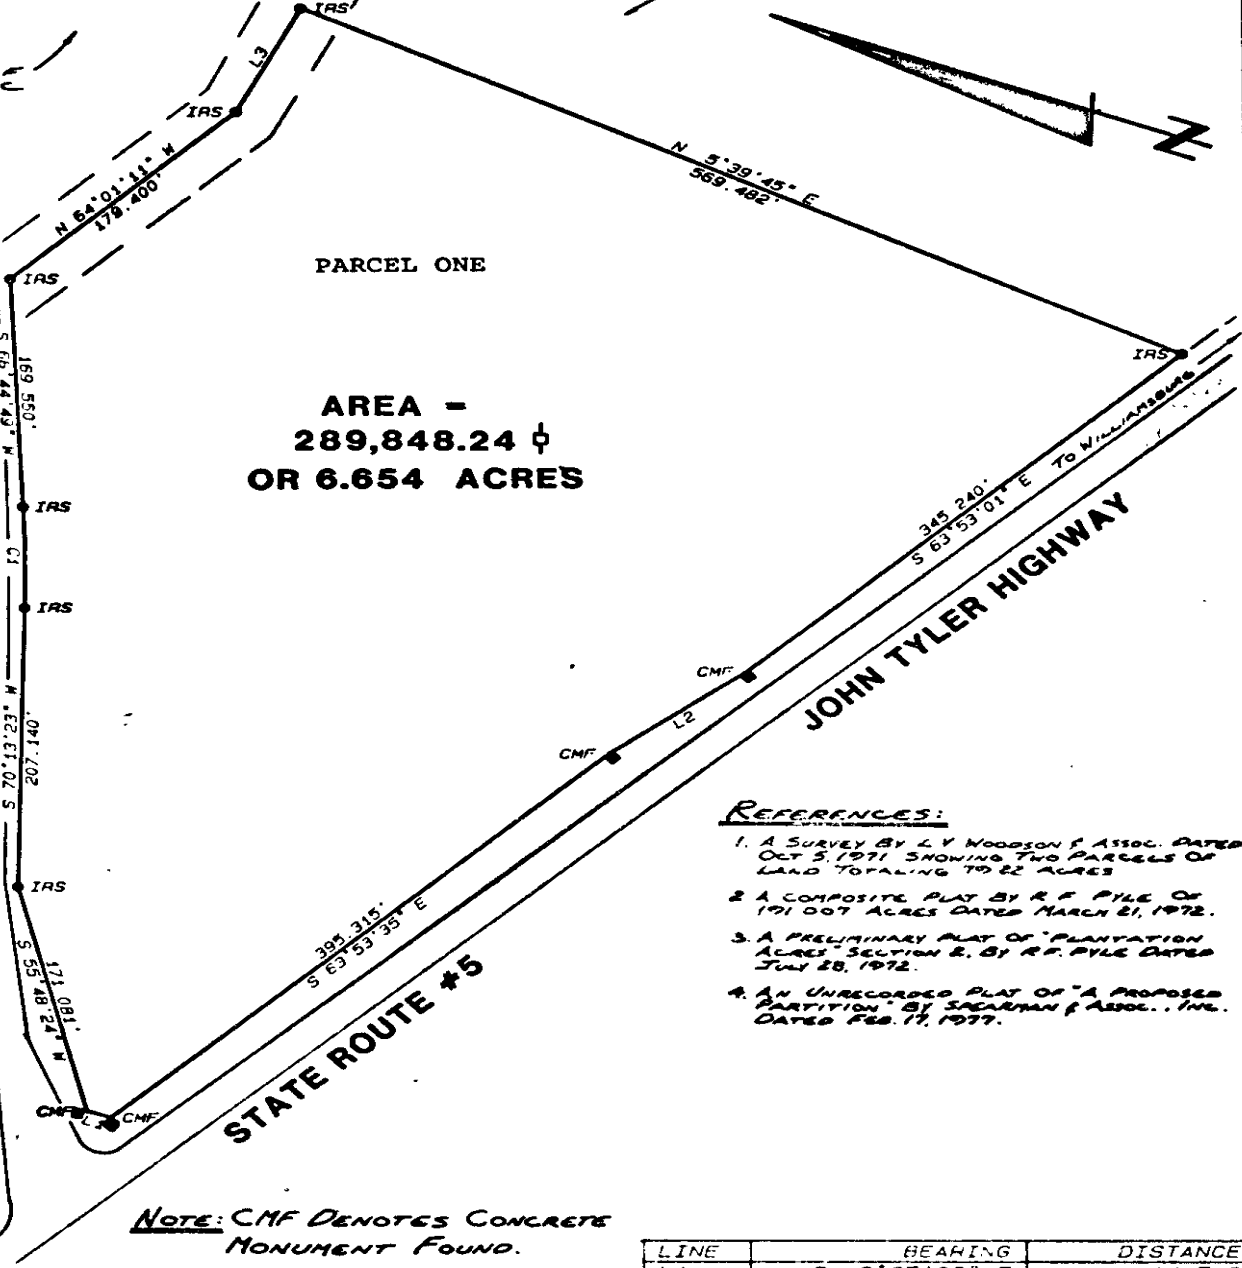 IRS
L3
IRS
N 64°01'11" W
179.400'
IRS
N 5°39'45" E
569.482'
N
PARCEL ONE
IRS
AREA =
289,848.24
OR 6.654 ACRES
169.550'
S 66°44'49" W
IRS
C1
IRS
S 70°13'23" W
207.140'
IRS
171.081'
S 55°48'24" W
CMF
CMF
395.315'
S 63°53'35" E
CMF
L2
CMF
345.240'
S 63°53'01" E
TO WILLIAMSBURG
JOHN TYLER HIGHWAY
STATE ROUTE #5
REFERENCES:
1. A SURVEY BY L V WOODSON & ASSOC. DATED
OCT 5, 1971 SHOWING TWO PARCELS OF
LAND TOTALING 79 22 ACRES
2 A COMPOSITE PLAT BY R F PYLE OF
191 007 ACRES DATED MARCH 21, 1972.
3. A PRELIMINARY PLAT OF "PLANTATION
ACRES" SECTION 2, BY R.F. PYLE DATED
JULY 28, 1972.
4. AN UNRECORDED PLAT OF "A PROPOSED
PARTITION" BY SPEARMAN & ASSOC., INC.
DATED FEB. 17, 1977.
NOTE: CMF DENOTES CONCRETE
MONUMENT FOUND.
LINE BEARING DISTANCE